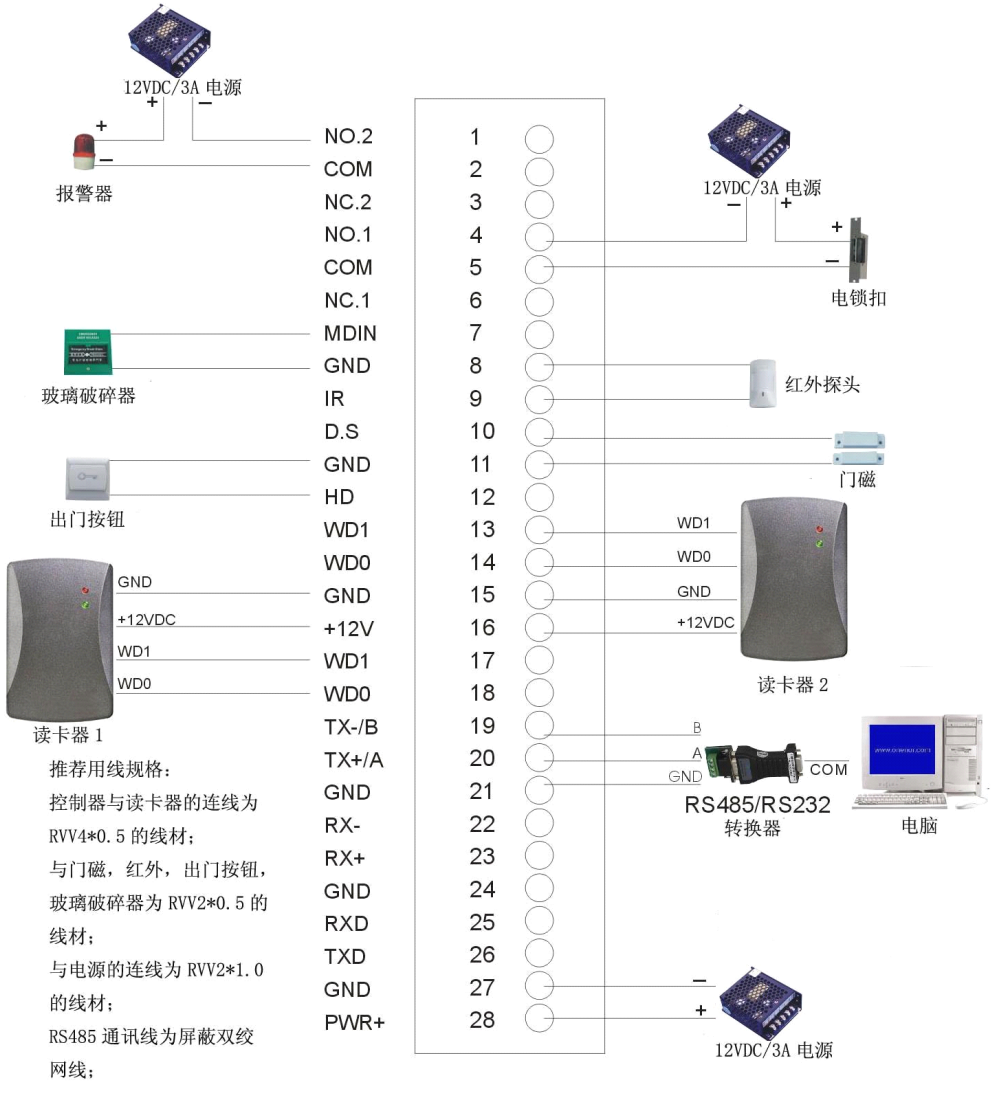 12VDC/3A 电源
+ −
+
−
报警器
NO.2 1
COM 2
NC.2 3
NO.1 4
COM 5
NC.1 6
MDIN 7
GND 8
IR 9
D.S 10
GND 11
HD 12
WD1 13
WD0 14
GND 15
+12V 16
WD1 17
WD0 18
TX-/B 19
TX+/A 20
GND 21
RX- 22
RX+ 23
GND 24
RXD 25
TXD 26
GND 27
PWR+ 28
12VDC/3A 电源
− +
+
−
电锁扣
玻璃破碎器
红外探头
门磁
出门按钮
GND
+12VDC
WD1
WD0
读卡器 1
WD1
WD0
GND
+12VDC
读卡器 2
B
A
GND
COM
RS485/RS232
转换器
电脑
−
+
12VDC/3A 电源
推荐用线规格：
控制器与读卡器的连线为
RVV4*0.5 的线材；
与门磁，红外，出门按钮，
玻璃破碎器为 RVV2*0.5 的
线材；
与电源的连线为 RVV2*1.0
的线材；
RS485 通讯线为屏蔽双绞
网线；